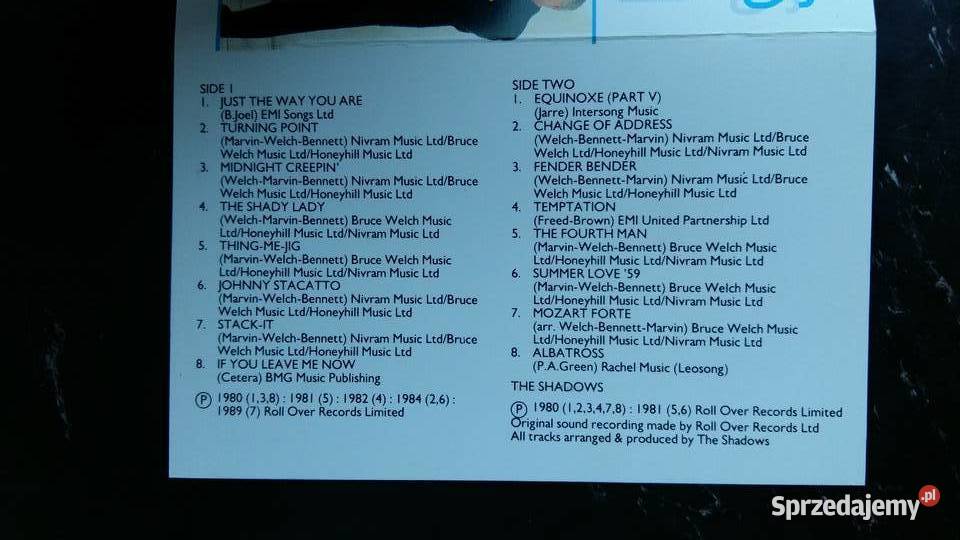 SIDE 1
1. JUST THE WAY YOU ARE
(B.Joel) EMI Songs Ltd
2. TURNING POINT
(Marvin-Welch-Bennett) Nivram Music Ltd/Bruce
Welch Music Ltd/Honeyhill Music Ltd
3. MIDNIGHT CREEPIN'
(Welch-Marvin-Bennett) Nivram Music Ltd/Bruce
Welch Music Ltd/Honeyhill Music Ltd
4. THE SHADY LADY
(Welch-Marvin-Bennett) Bruce Welch Music
Ltd/Honeyhill Music Ltd/Nivram Music Ltd
5. THING-ME-JIG
(Marvin-Welch-Bennett) Bruce Welch Music
Ltd/Honeyhill Music Ltd/Nivram Music Ltd
6. JOHNNY STACATTO
(Marvin-Welch-Bennett) Nivram Music Ltd/Bruce
Welch Music Ltd/Honeyhill Music Ltd
7. STACK-IT
(Marvin-Welch-Bennett) Nivram Music Ltd/Bruce
Welch Music Ltd/Honeyhill Music Ltd
8. IF YOU LEAVE ME NOW
(Cetera) BMG Music Publishing
Ⓟ 1980 (1,3,8) : 1981 (5) : 1982 (4) : 1984 (2,6) :
1989 (7) Roll Over Records Limited
SIDE TWO
1. EQUINOXE (PART V)
(Jarre) Intersong Music
2. CHANGE OF ADDRESS
(Welch-Bennett-Marvin) Nivram Music Ltd/Bruce
Welch Ltd/Honeyhill Music Ltd/Nivram Music Ltd
3. FENDER BENDER
(Welch-Bennett-Marvin) Nivram Music Ltd/Bruce
Welch Music Ltd/Honeyhill Music Ltd
4. TEMPTATION
(Freed-Brown) EMI United Partnership Ltd
5. THE FOURTH MAN
(Marvin-Welch-Bennett) Bruce Welch Music
Ltd/Honeyhill Music Ltd/Nivram Music Ltd
6. SUMMER LOVE '59
(Marvin-Welch-Bennett) Bruce Welch Music
Ltd/Honeyhill Music Ltd/Nivram Music Ltd
7. MOZART FORTE
(arr. Welch-Bennett-Marvin) Bruce Welch Music
Ltd/Honeyhill Music Ltd/Nivram Music Ltd
8. ALBATROSS
(P.A.Green) Rachel Music (Leosong)
THE SHADOWS
Ⓟ 1980 (1,2,3,4,7,8) : 1981 (5,6) Roll Over Records Limited
Original sound recording made by Roll Over Records Ltd
All tracks arranged & produced by The Shadows
Sprzedajemy.pl